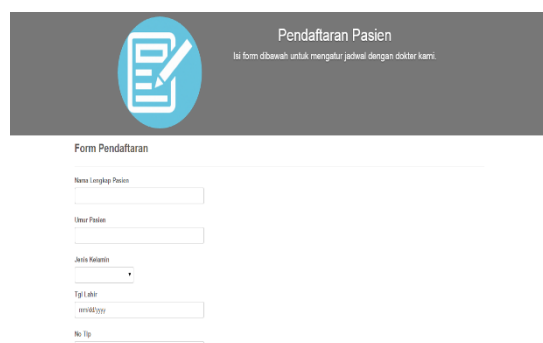 Pendaftaran Pasien
Isi form dibawah untuk mengatur jadwal dengan dokter kami.
Form Pendaftaran
Nama Lengkap Pasien
Umur Pasien
Jenis Kelamin
Tgl Lahir
mm/dd/yyyy
No Tlp